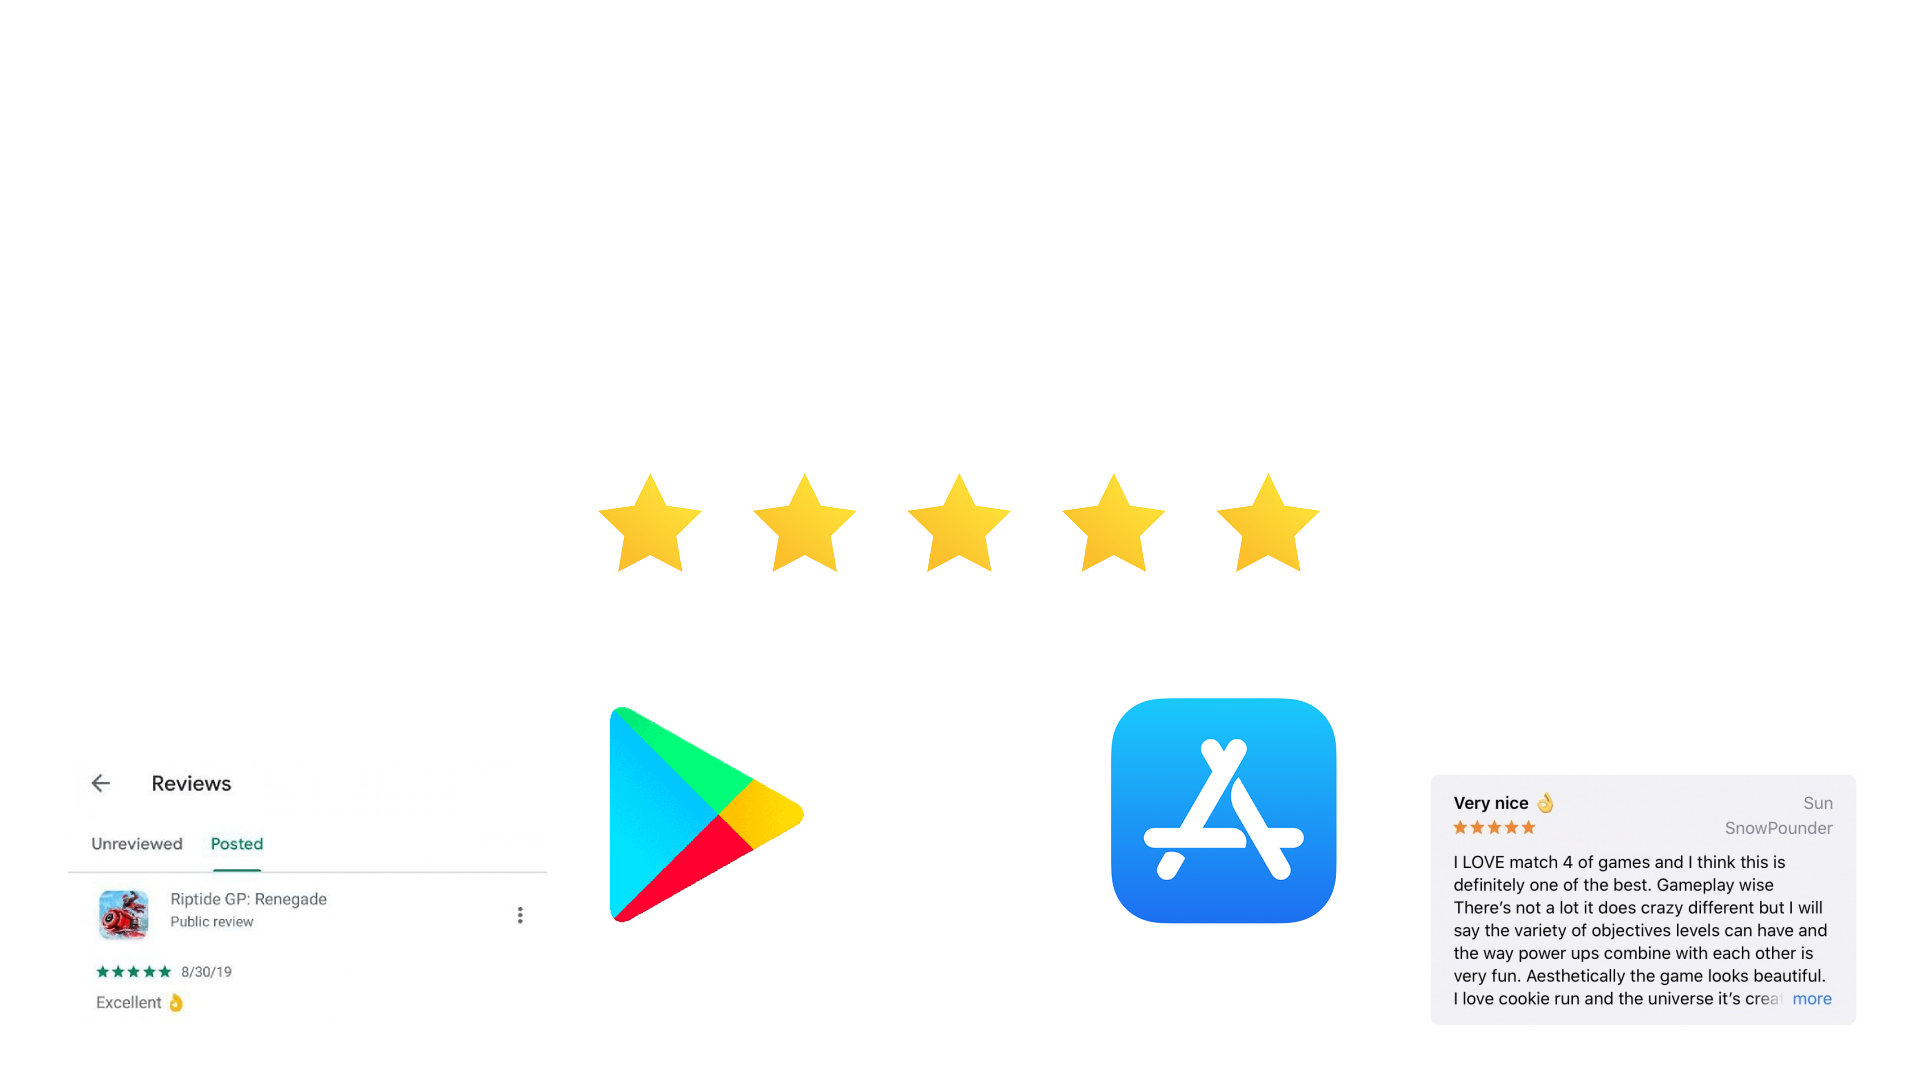 Reviews
Unreviewed Posted
Riptide GP: Renegade
Public review
8/30/19
Excellent 👌
Very nice 👌 Sun
SnowPounder
I LOVE match 4 of games and I think this is
definitely one of the best. Gameplay wise
There’s not a lot it does crazy different but I will
say the variety of objectives levels can have and
the way power ups combine with each other is
very fun. Aesthetically the game looks beautiful.
I love cookie run and the universe it’s creat more